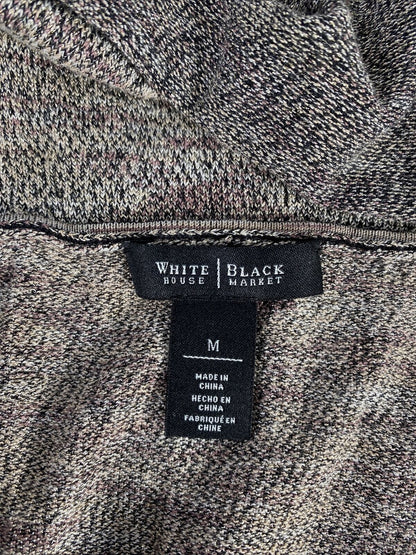 WHITE | BLACK
HOUSE | MARKET
M
MADE IN
CHINA
HECHO EN
CHINA
FABRIQUÉ EN
CHINE